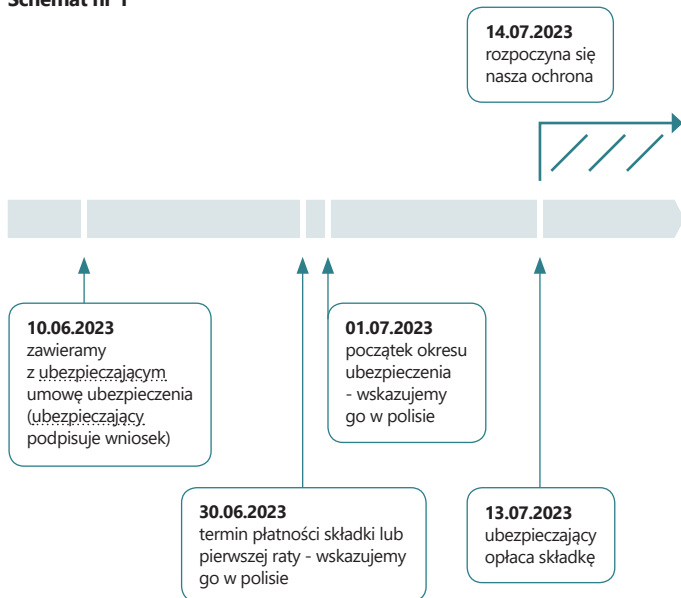 Schemat nr 1
14.07.2023
rozpoczyna się
nasza ochrona
10.06.2023
zawieramy
z ubezpieczającym
umowę ubezpieczenia
(ubezpieczający
podpisuje wniosek)
01.07.2023
początek okresu
ubezpieczenia
- wskazujemy
go w polisie
30.06.2023
termin płatności składki lub
pierwszej raty - wskazujemy
go w polisie
13.07.2023
ubezpieczający
opłaca składkę